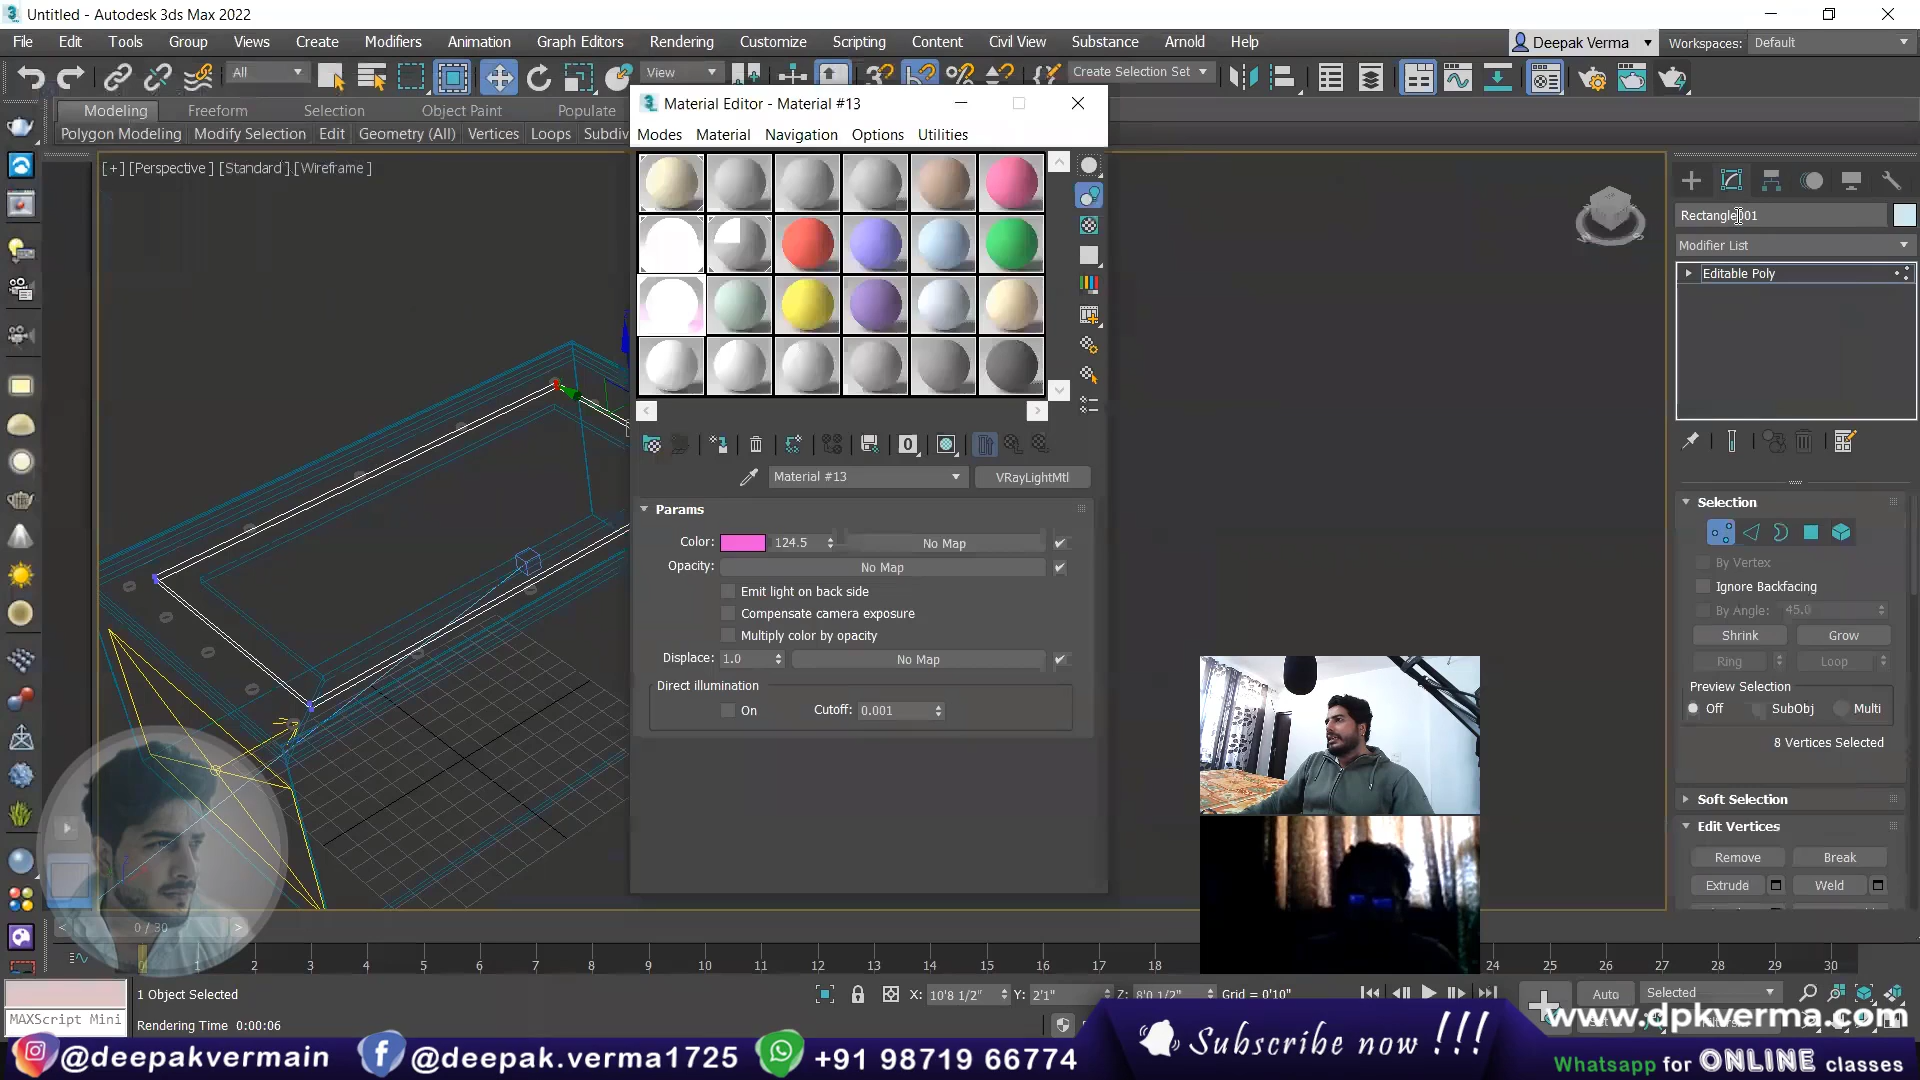 Untitled - Autodesk 3ds Max 2022
File Edit Tools Group Views Create Modifiers Animation Graph Editors Rendering Customize Scripting Content Civil View Substance Arnold Help
Deepak Verma
Workspaces: Default
All
View
Create Selection Set
Modeling Freeform Selection Object Paint Populate
Polygon Modeling Modify Selection Edit Geometry (All) Vertices Loops Subdiv
[+] [Perspective ] [Standard ] [Wireframe ]
Material Editor - Material #13
Modes Material Navigation Options Utilities
Material #13
VRayLightMtl
Params
Color: 124.5 No Map
Opacity: No Map
Emit light on back side
Compensate camera exposure
Multiply color by opacity
Displace: 1.0 No Map
Direct illumination
On Cutoff: 0.001
Modifier List
Editable Poly
Selection
By Vertex
Ignore Backfacing
By Angle: 45.0
Shrink Grow
Ring Loop
Preview Selection
Off SubObj Multi
8 Vertices Selected
Soft Selection
Edit Vertices
Remove Break
Extrude Weld
0 / 30
1 2 3 4 5 6 7 8 9 10 11 12 13 14 15 16 17 18 24 25 26 27 28 29 30
1 Object Selected
X: 10'8 1/2" Y: 2'1" Z: 8'0 1/2" Grid = 0'10"
Auto
Selected
MAXScript Mini
Rendering Time 0:00:06
www.dpkverma.com
@deepakvermain @deepak.verma1725 +91 98719 66774
Subscribe now !!!
Whatsapp for ONLINE classes